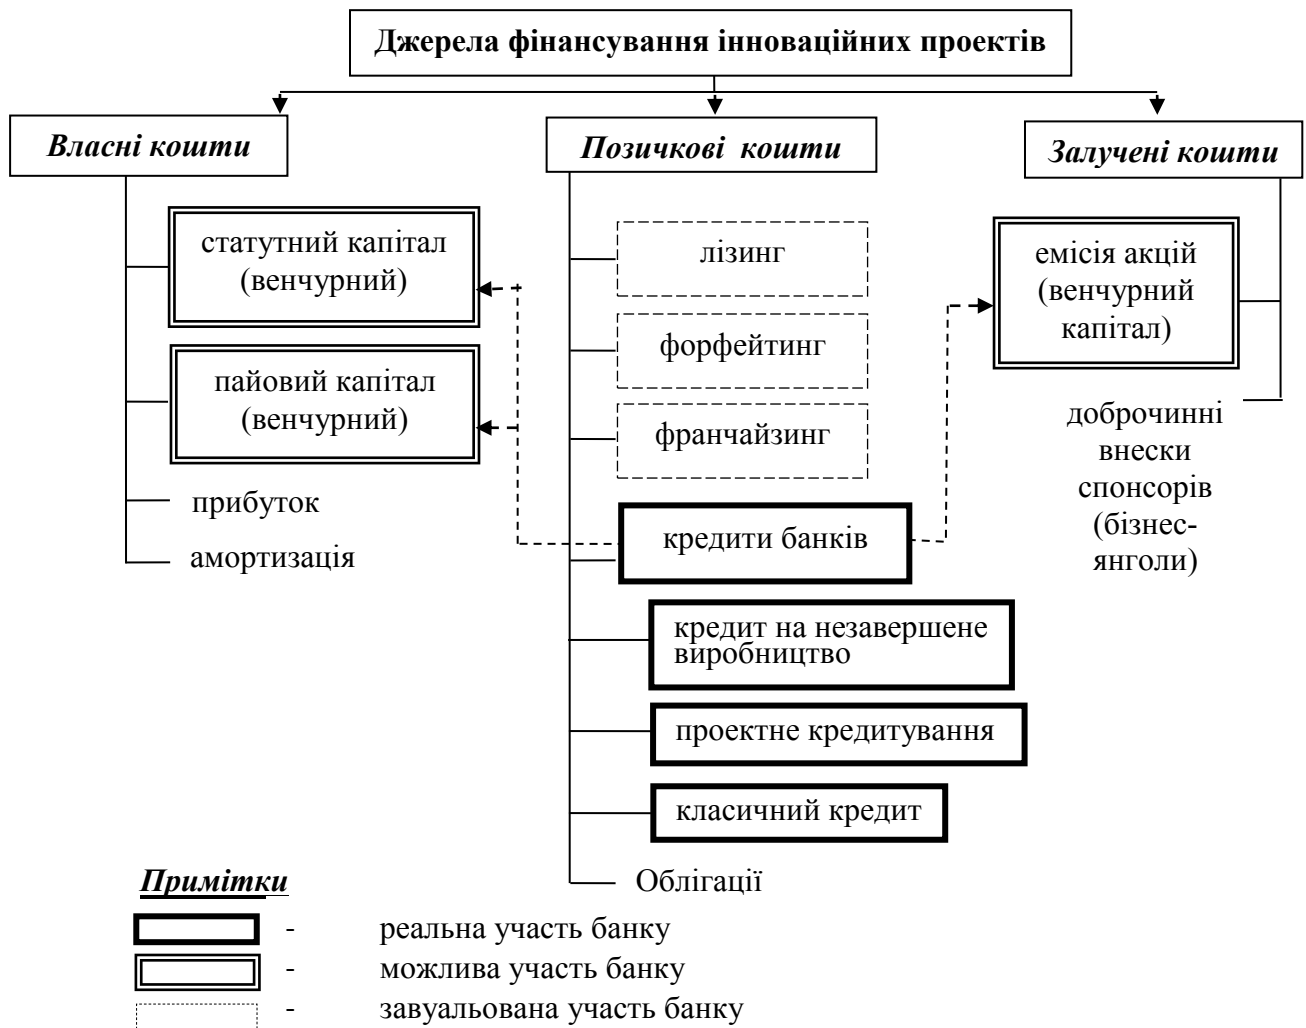 Джерела фінансування інноваційних проектів
Власні кошти
статутний капітал
(венчурний)
пайовий капітал
(венчурний)
прибуток
амортизація
Позичкові кошти
лізинг
форфейтинг
франчайзинг
кредити банків
кредит на незавершене
виробництво
проектне кредитування
класичний кредит
Облігації
Залучені кошти
емісія акцій
(венчурний
капітал)
доброчинні
внески
спонсорів
(бізнес-
янголи)
Примітки
- реальна участь банку
- можлива участь банку
- завуальована участь банку